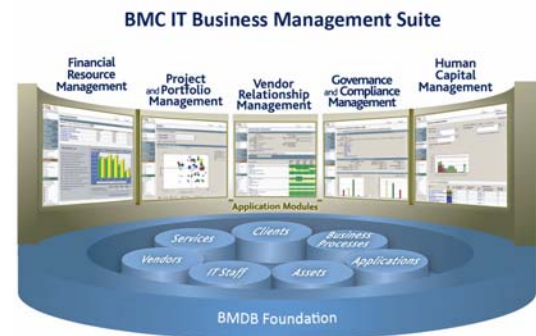 BMC IT Business Management Suite
Financial
Resource
Management
Project
and Portfolio
Management
Vendor
Relationship
Management
Governance
and Compliance
Management
Human
Capital
Management
Application Modules
Services
Clients
Business
Processes
Vendors
IT Staff
Assets
Applications
BMDB Foundation